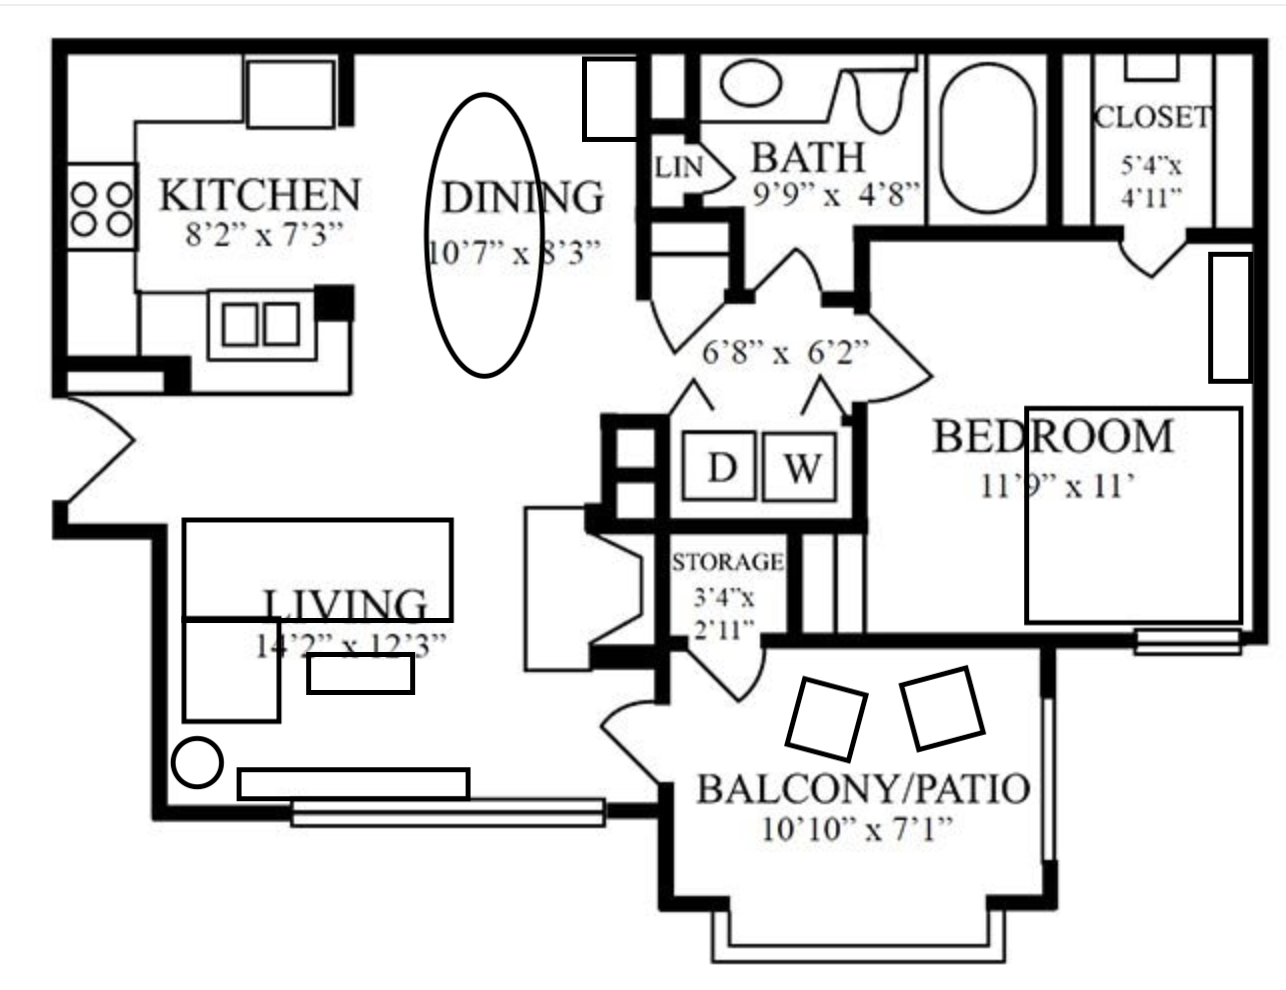 KITCHEN
8'2” x 7'3”
DINING
10'7” x 8'3”
LIN
BATH
9'9” x 4'8”
CLOSET
5'4”x
4'11”
6'8” x 6'2”
D
W
BEDROOM
11'9” x 11'
LIVING
14'2” x 12'3”
STORAGE
3'4”x
2'11”
BALCONY/PATIO
10'10” x 7'1”